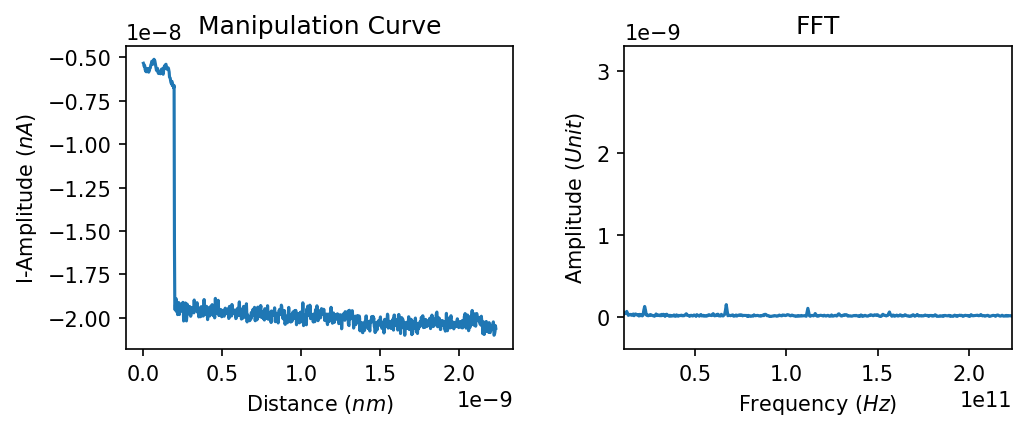 Manipulation Curve
1e−8
−0.50
−0.75
−1.00
−1.25
−1.50
−1.75
−2.00
I-Amplitude (nA)
0.0 0.5 1.0 1.5 2.0
1e−9
Distance (nm)
FFT
1e−9
3
2
1
0
Amplitude (Unit)
0.5 1.0 1.5 2.0
1e11
Frequency (Hz)